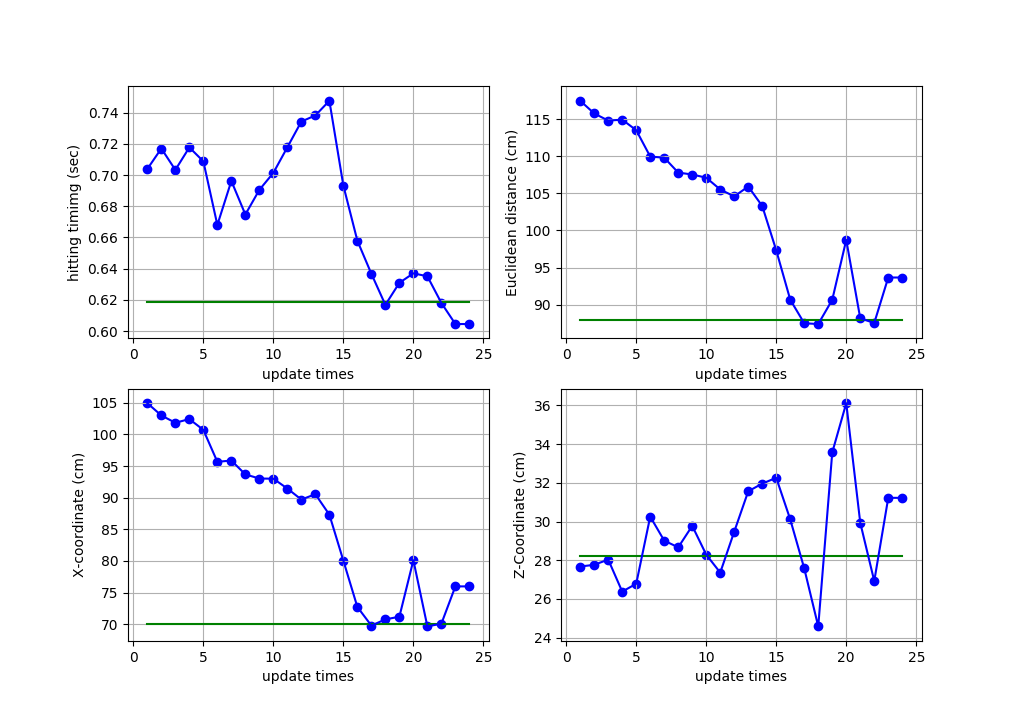 hitting timimg (sec)
0.74
0.72
0.70
0.68
0.66
0.64
0.62
0.60
0 5 10 15 20 25
update times
Euclidean distance (cm)
115
110
105
100
95
90
0 5 10 15 20 25
update times
X-coordinate (cm)
105
100
95
90
85
80
75
70
0 5 10 15 20 25
update times
Z-Coordinate (cm)
36
34
32
30
28
26
24
0 5 10 15 20 25
update times